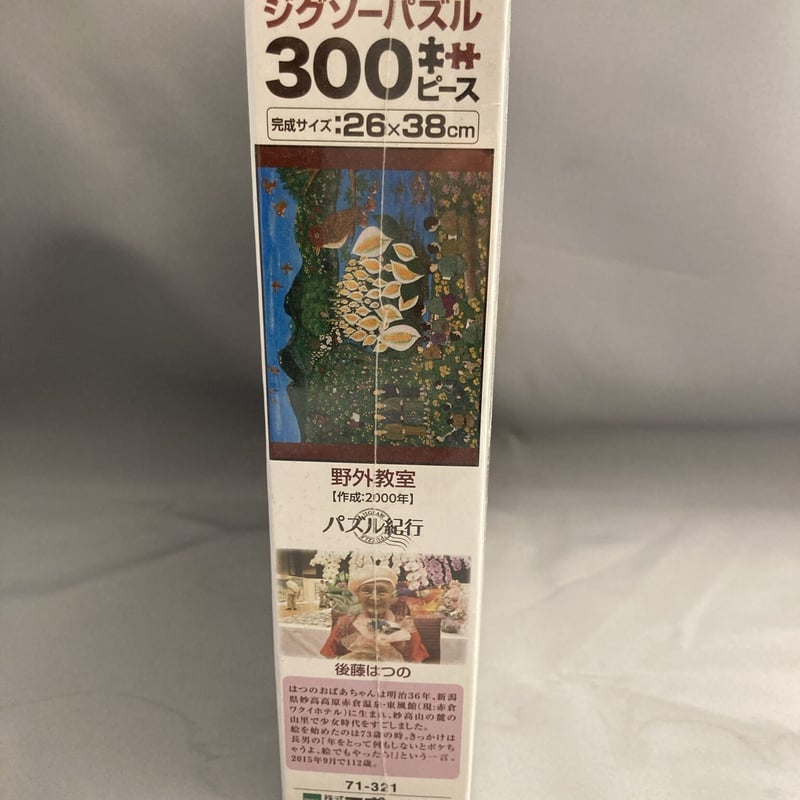 ジグソーパズル
300
ピース
完成サイズ:26×38cm
野外教室
【作成:2000年】
パズル紀行
後藤はつの
はつのおばあちゃんは明治36年、新潟
県妙高高原赤倉温泉・東風館(現:赤倉
ワクイホテル)に生まれ、妙高山の麓の
山里で少女時代をすごしました。
絵を始めたのは73歳の時。きっかけは
長男の「年をとって何もしないとボケち
ゃうよ、絵でもやったら!」という一言。
2015年9月で112歳。
71-321
株式